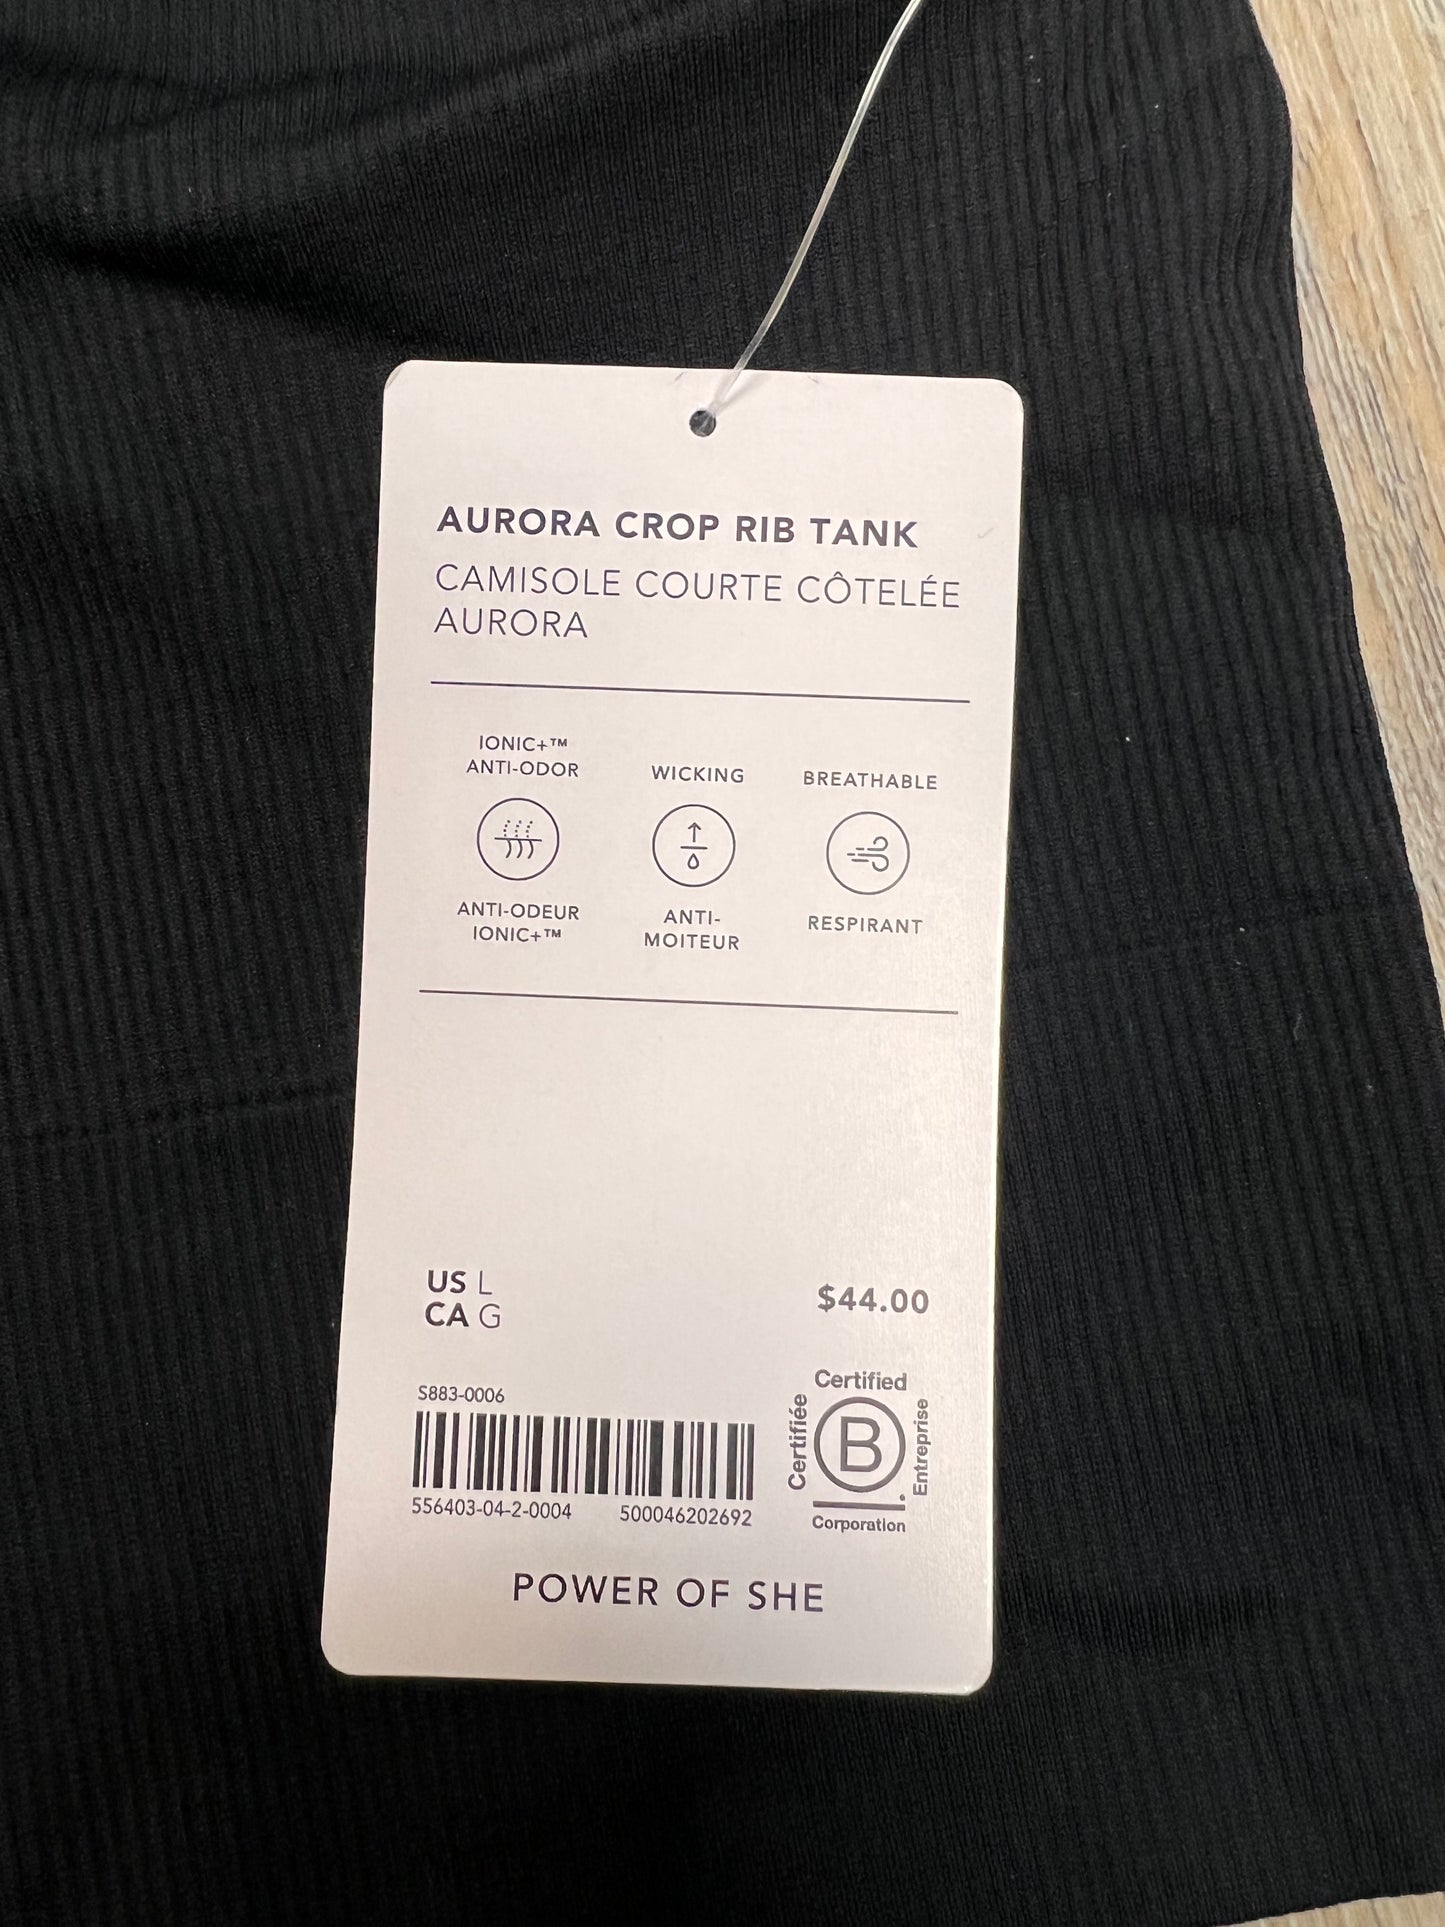 AURORA CROP RIB TANK
CAMISOLE COURTE CÔTELÉE
AURORA
IONIC+™
ANTI-ODOR
WICKING
BREATHABLE
ANTI-ODEUR
IONIC+™
ANTI-
MOITEUR
RESPIRANT
US L
CA G
$44.00
S883-0006
556403-04-2-0004 500046202692
Certified
Certifiée
B
Entreprise
Corporation
POWER OF SHE